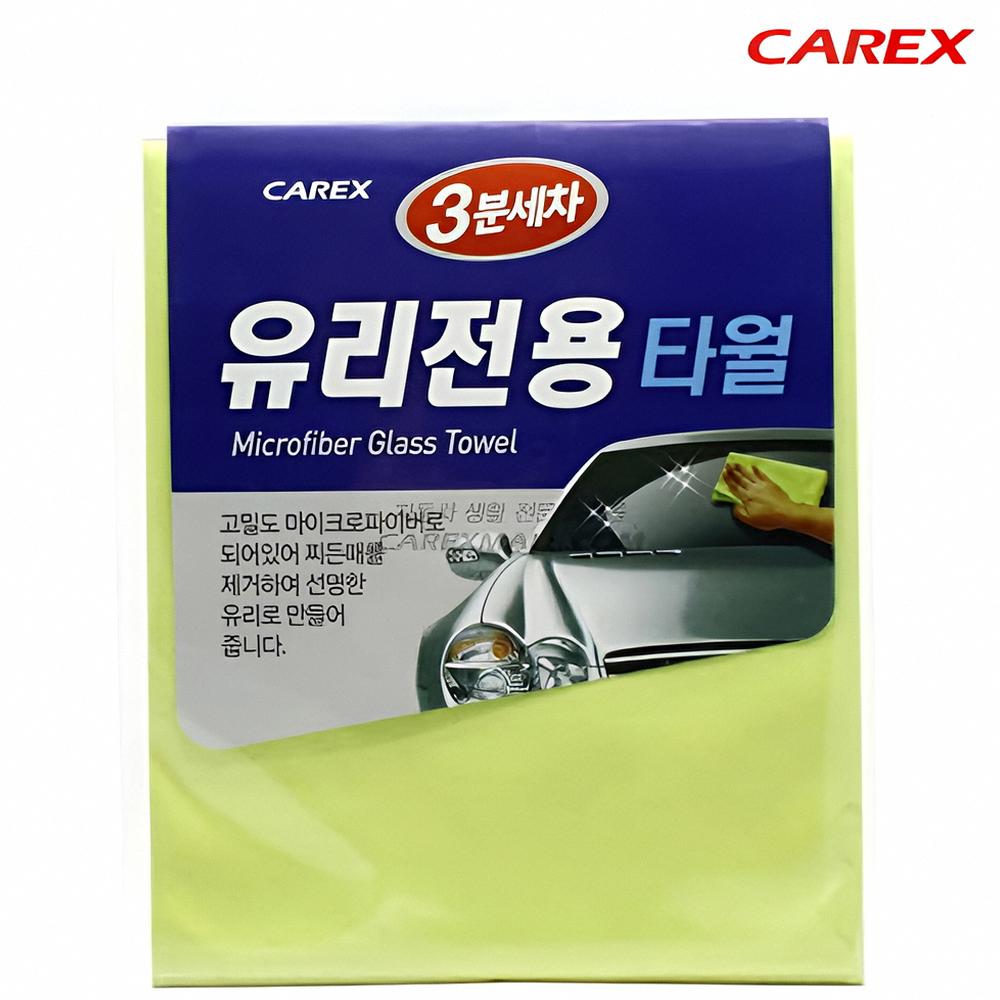 CAREX
CAREX
3분세차
유리전용 타월
Microfiber Glass Towel
고밀도 마이크로파이버로
되어있어 찌든때를
제거하여 선명한
유리로 만들어
줍니다.